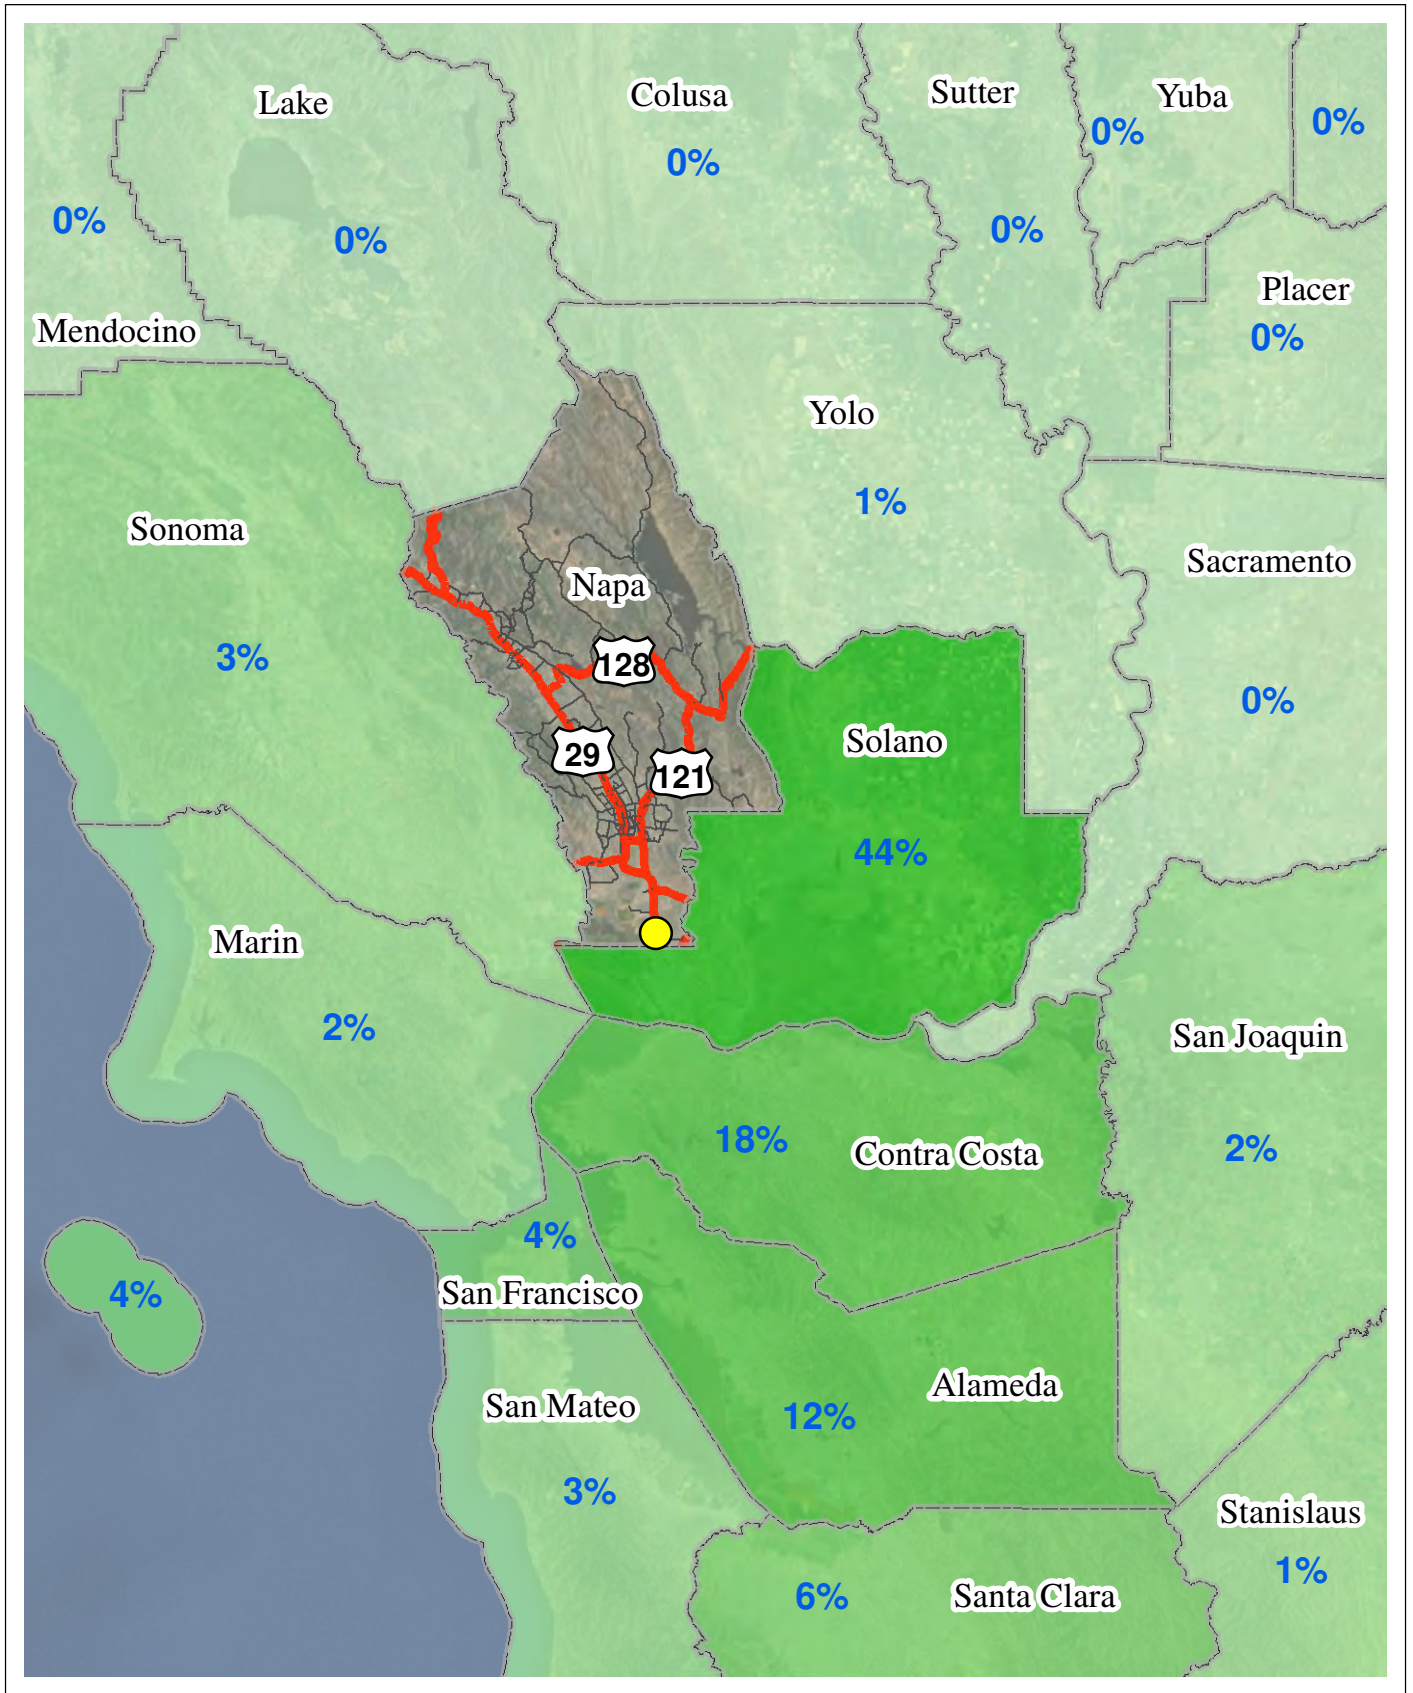 Lake
Colusa
Sutter
Yuba
0%
0%
0%
0%
0%
0%
0%
Placer
0%
Mendocino
Yolo
1%
Sonoma
3%
Napa
Sacramento
0%
128
29
121
Solano
44%
Marin
2%
San Joaquin
2%
18%
Contra Costa
4%
San Francisco
4%
Alameda
12%
San Mateo
3%
Stanislaus
1%
6%
Santa Clara